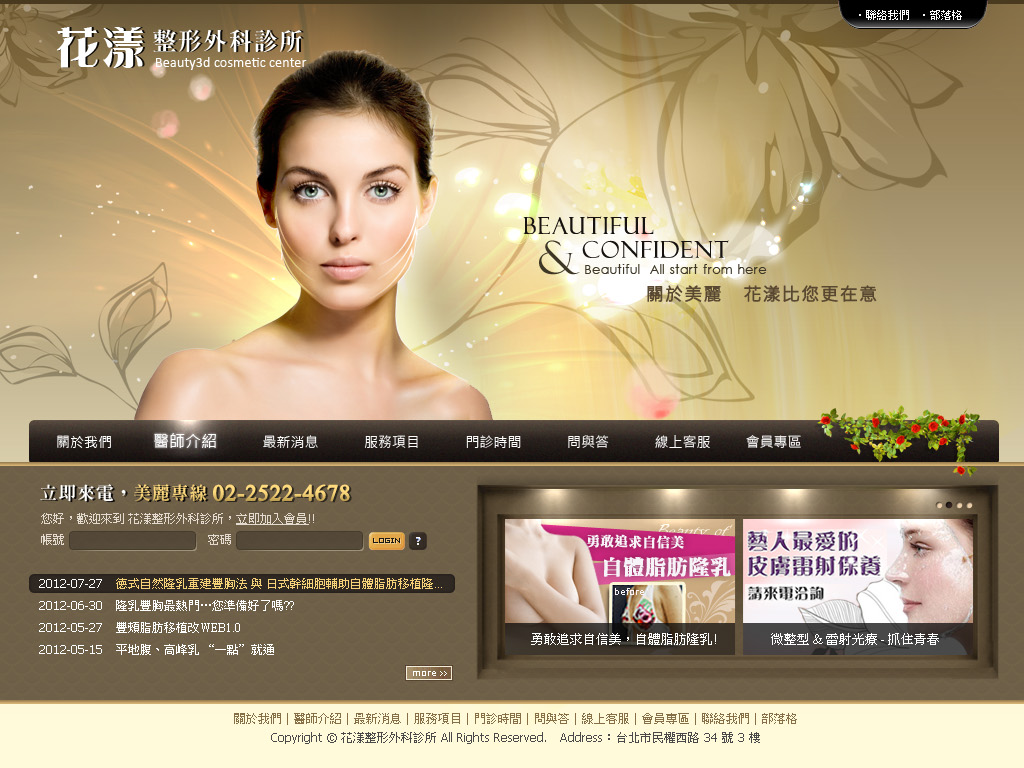 ・聯絡我們 ・部落格
花漾 整形外科診所
Beauty3d cosmetic center
BEAUTIFUL
& CONFIDENT
Beautiful All start from here
關於美麗 花漾比您更在意
關於我們 醫師介紹 最新消息 服務項目 門診時間 問與答 線上客服 會員專區
立即來電，美麗專線 02-2522-4678
您好，歡迎來到 花漾整形外科診所，立即加入會員!!
帳號 密碼 LOGIN ?
2012-07-27 德式自然隆乳重建豐胸法 與 日式幹細胞輔助自體脂肪移植隆...
2012-06-30 隆乳豐胸最熱門…您準備好了嗎??
2012-05-27 豐頰脂肪移植改WEB1.0
2012-05-15 平地腹、高峰乳 “一點”就通
more >>
Beauty of
勇敢追求自信美
自體脂肪隆乳
before
勇敢追求自信美，自體脂肪隆乳!
藝人最愛的
皮膚雷射保養
請來電洽詢
微整型 & 雷射光療 - 抓住青春
關於我們 | 醫師介紹 | 最新消息 | 服務項目 | 門診時間 | 問與答 | 線上客服 | 會員專區 | 聯絡我們 | 部落格
Copyright © 花漾整形外科診所 All Rights Reserved. Address：台北市民權西路 34 號 3 樓